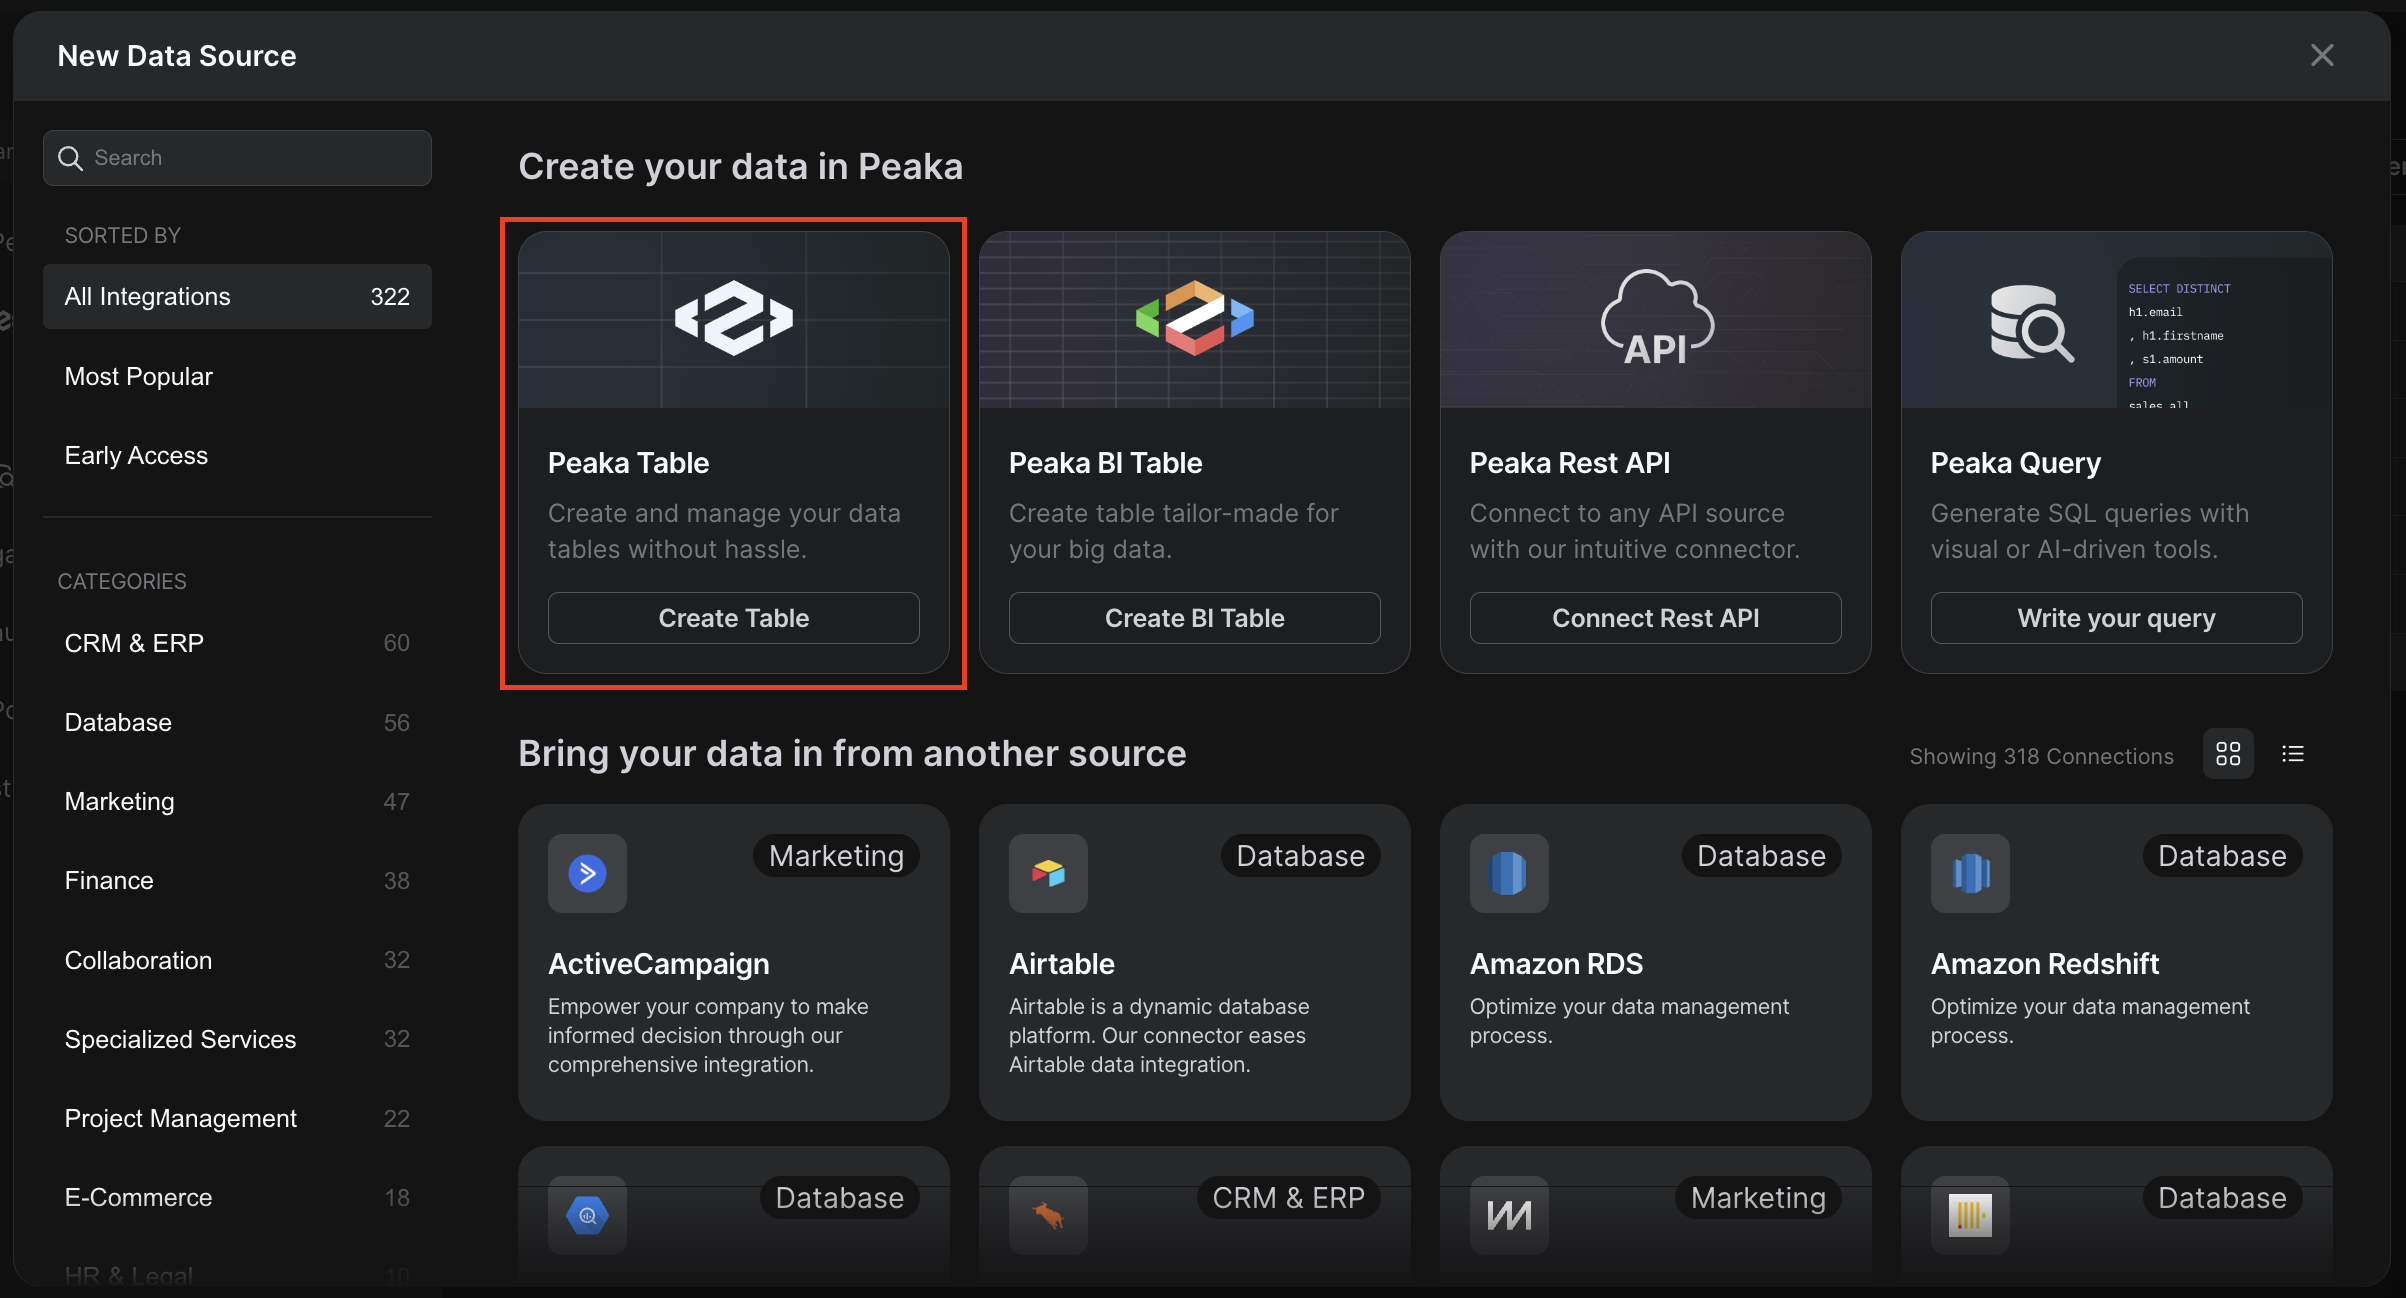 New Data Source
Search
SORTED BY
All Integrations 322
Most Popular
Early Access
CATEGORIES
CRM & ERP 60
Database 56
Marketing 47
Finance 38
Collaboration 32
Specialized Services 32
Project Management 22
E-Commerce 18
HR & Legal 10
Create your data in Peaka
Peaka Table
Create and manage your data
tables without hassle.
Create Table
Peaka BI Table
Create table tailor-made for
your big data.
Create BI Table
API
Peaka Rest API
Connect to any API source
with our intuitive connector.
Connect Rest API
SELECT DISTINCT
h1.email
, h1.firstname
, s1.amount
FROM
sales all
Peaka Query
Generate SQL queries with
visual or AI-driven tools.
Write your query
Bring your data in from another source
Showing 318 Connections
Marketing
ActiveCampaign
Empower your company to make
informed decision through our
comprehensive integration.
Database
Airtable
Airtable is a dynamic database
platform. Our connector eases
Airtable data integration.
Database
Amazon RDS
Optimize your data management
process.
Database
Amazon Redshift
Optimize your data management
process.
Database
CRM & ERP
Marketing
Database